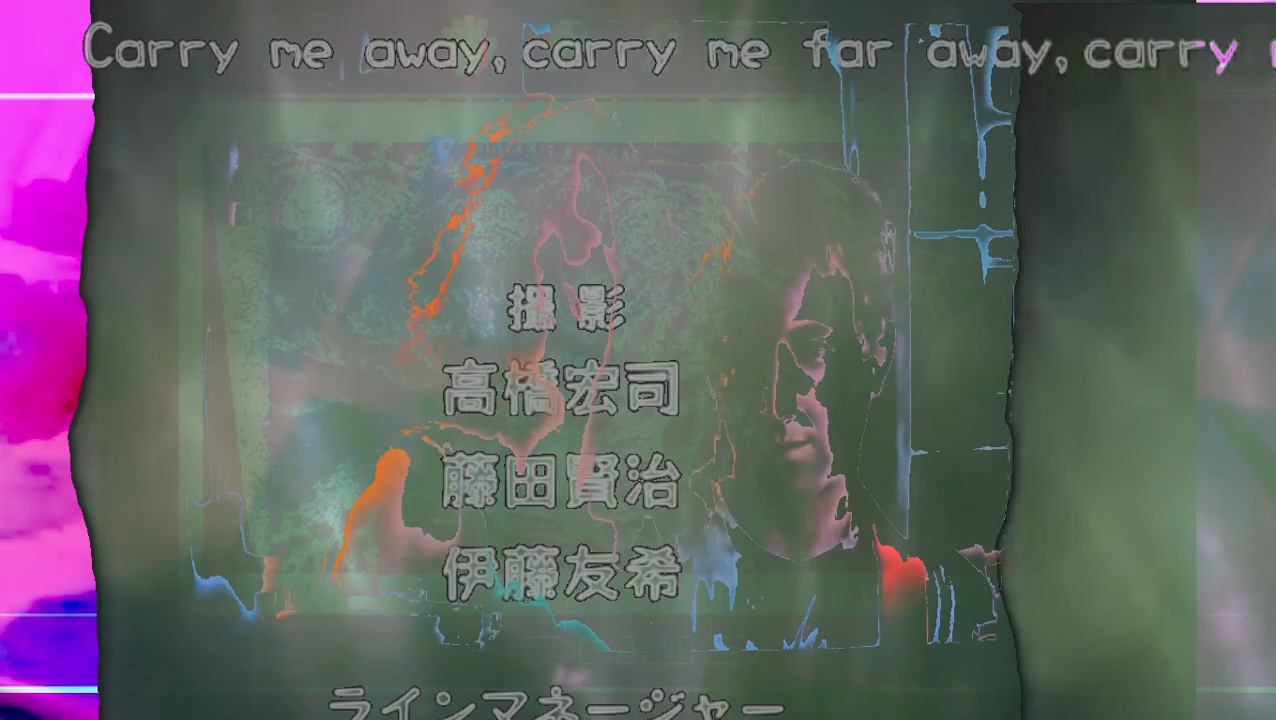 Carry me away, carry me far away, carry
撮影
高橋宏司
藤田賢治
伊藤友希
ラインマネージャー